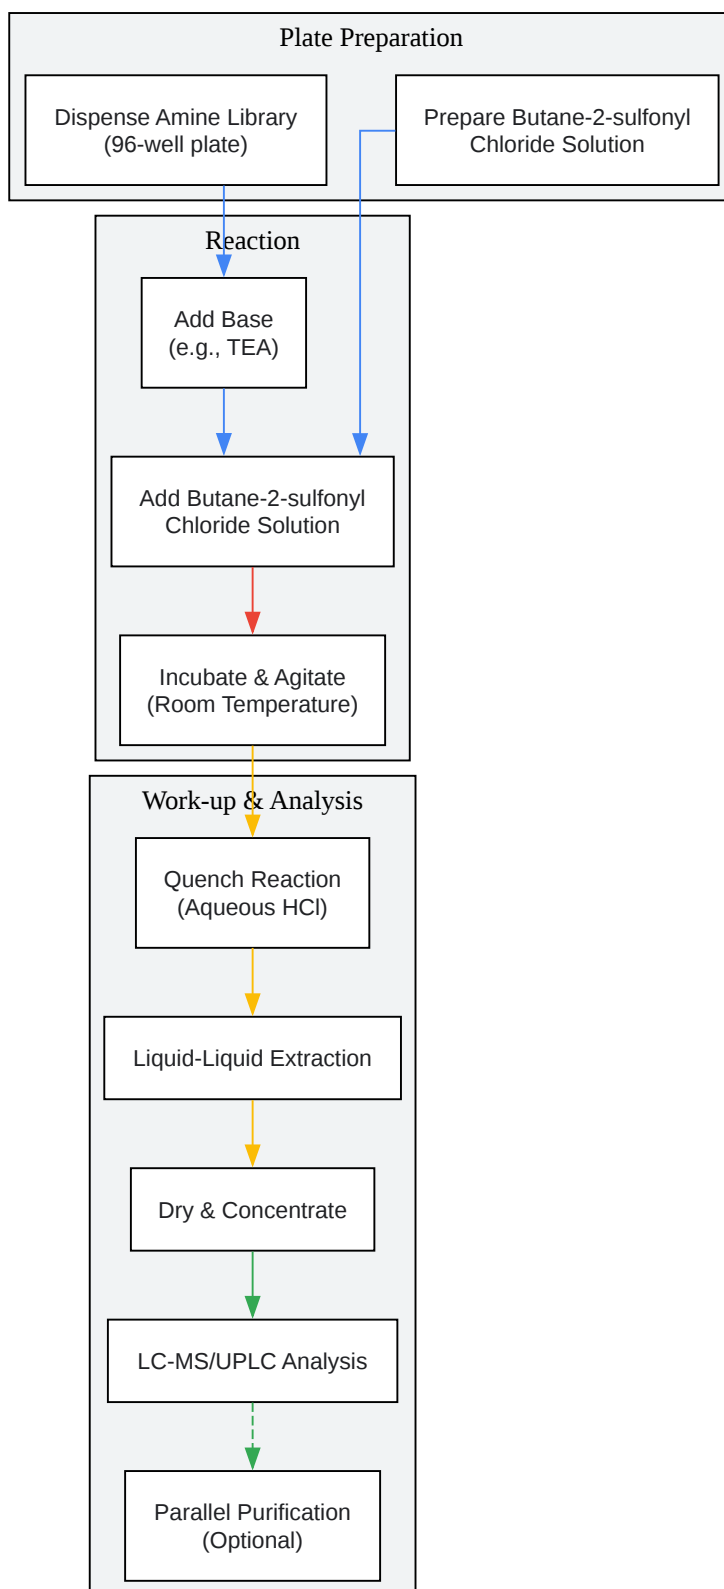 Plate Preparation
Dispense Amine Library
(96-well plate)
Prepare Butane-2-sulfonyl
Chloride Solution
Reaction
Add Base
(e.g., TEA)
Add Butane-2-sulfonyl
Chloride Solution
Incubate & Agitate
(Room Temperature)
Work-up & Analysis
Quench Reaction
(Aqueous HCl)
Liquid-Liquid Extraction
Dry & Concentrate
LC-MS/UPLC Analysis
Parallel Purification
(Optional)